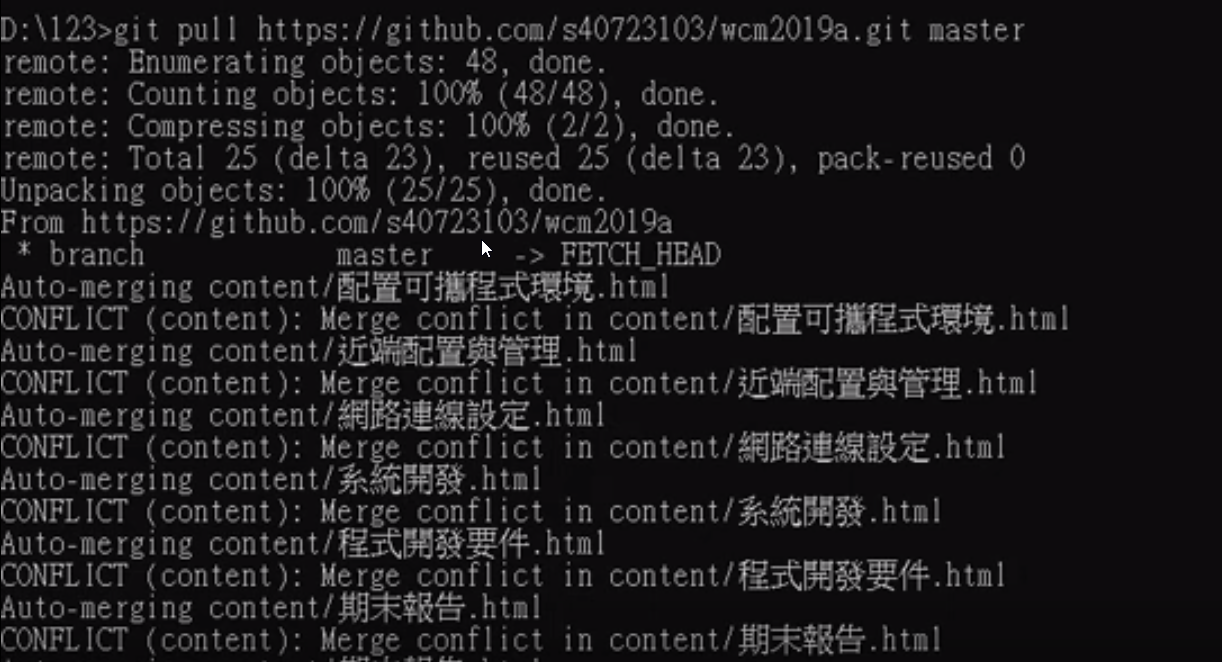 D:\123>git pull https://github.com/s40723103/wcm2019a.git master
remote: Enumerating objects: 48, done.
remote: Counting objects: 100% (48/48), done.
remote: Compressing objects: 100% (2/2), done.
remote: Total 25 (delta 23), reused 25 (delta 23), pack-reused 0
Unpacking objects: 100% (25/25), done.
From https://github.com/s40723103/wcm2019a
 * branch            master     -> FETCH_HEAD
Auto-merging content/配置可攜程式環境.html
CONFLICT (content): Merge conflict in content/配置可攜程式環境.html
Auto-merging content/近端配置與管理.html
CONFLICT (content): Merge conflict in content/近端配置與管理.html
Auto-merging content/網路連線設定.html
CONFLICT (content): Merge conflict in content/網路連線設定.html
Auto-merging content/系統開發.html
CONFLICT (content): Merge conflict in content/系統開發.html
Auto-merging content/程式開發要件.html
CONFLICT (content): Merge conflict in content/程式開發要件.html
Auto-merging content/期末報告.html
CONFLICT (content): Merge conflict in content/期末報告.html